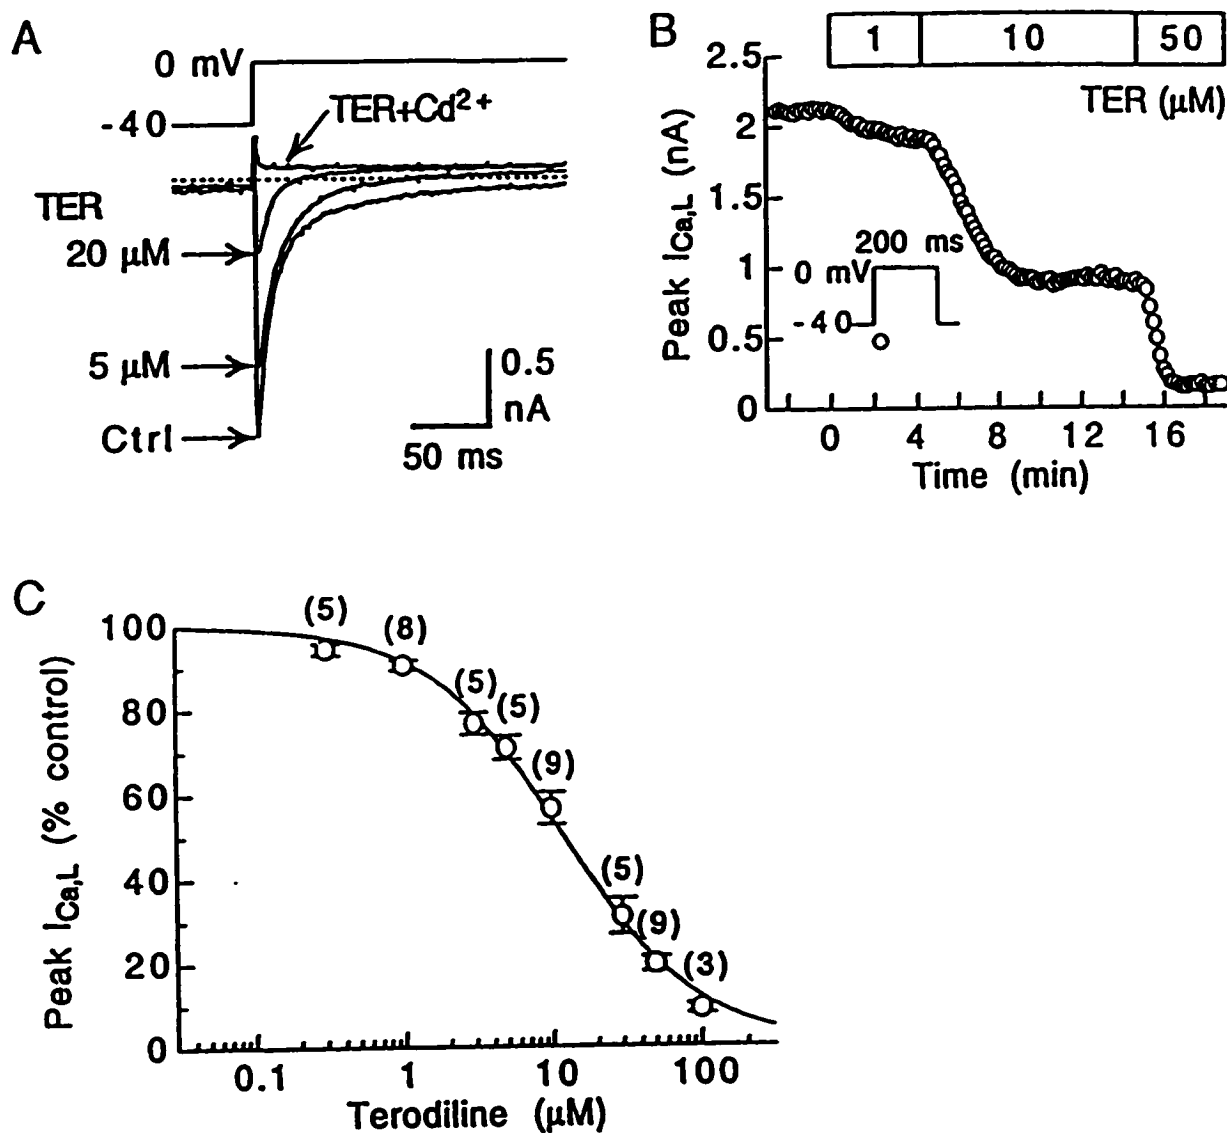 A
0 mV
-40
TER+Cd²⁺
TER
20 µM
5 µM
Ctrl
0.5
nA
50 ms
B
1 10 50
TER (µM)
2.5
2
1.5
1
0.5
0
Peak I_Ca,L (nA)
200 ms
0 mV
-40
0 4 8 12 16
Time (min)
C
100
80
60
40
20
0
Peak I_Ca,L (% control)
(5)
(8)
(5)
(5)
(9)
(5)
(9)
(3)
0.1 1 10 100
Terodiline (µM)